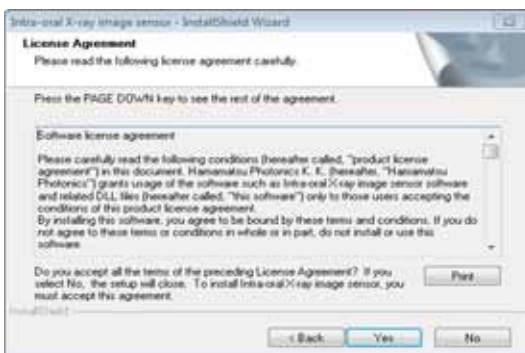 Intra-oral X-ray image sensor - InstallShield Wizard
License Agreement
Please read the following license agreement carefully.
Press the PAGE DOWN key to see the rest of the agreement.
Software license agreement
Please carefully read the following conditions (hereafter called, "product license
agreement") in this document. Hamamatsu Photonics K. K. (hereafter, "Hamamatsu
Photonics") grants usage of the software such as Intra-oral X-ray image sensor software
and related DLL files (hereafter called, "this software") only to those users accepting the
conditions of this product license agreement.
By installing this software, you agree to be bound by these terms and conditions. If you do
not agree to these terms or conditions in whole or in part, do not install or use this
software.
Do you accept all the terms of the preceding License Agreement? If you
select No, the setup will close. To install Intra-oral X-ray image sensor, you
must accept this agreement.
Print
InstallShield
< Back
Yes
No